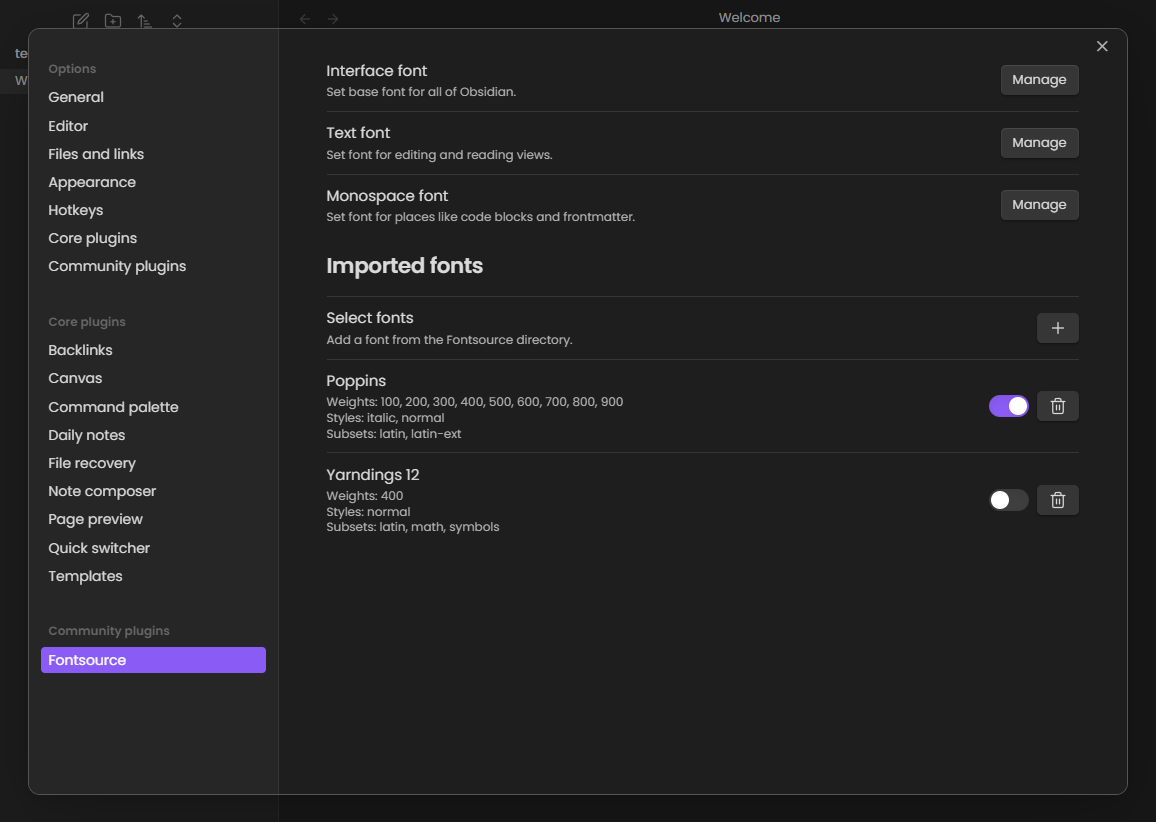 Welcome
te
W
Options
General
Editor
Files and links
Appearance
Hotkeys
Core plugins
Community plugins
Core plugins
Backlinks
Canvas
Command palette
Daily notes
File recovery
Note composer
Page preview
Quick switcher
Templates
Community plugins
Fontsource
Interface font
Set base font for all of Obsidian.
Manage
Text font
Set font for editing and reading views.
Manage
Monospace font
Set font for places like code blocks and frontmatter.
Manage
Imported fonts
Select fonts
Add a font from the Fontsource directory.
Poppins
Weights: 100, 200, 300, 400, 500, 600, 700, 800, 900
Styles: italic, normal
Subsets: latin, latin-ext
Yarndings 12
Weights: 400
Styles: normal
Subsets: latin, math, symbols